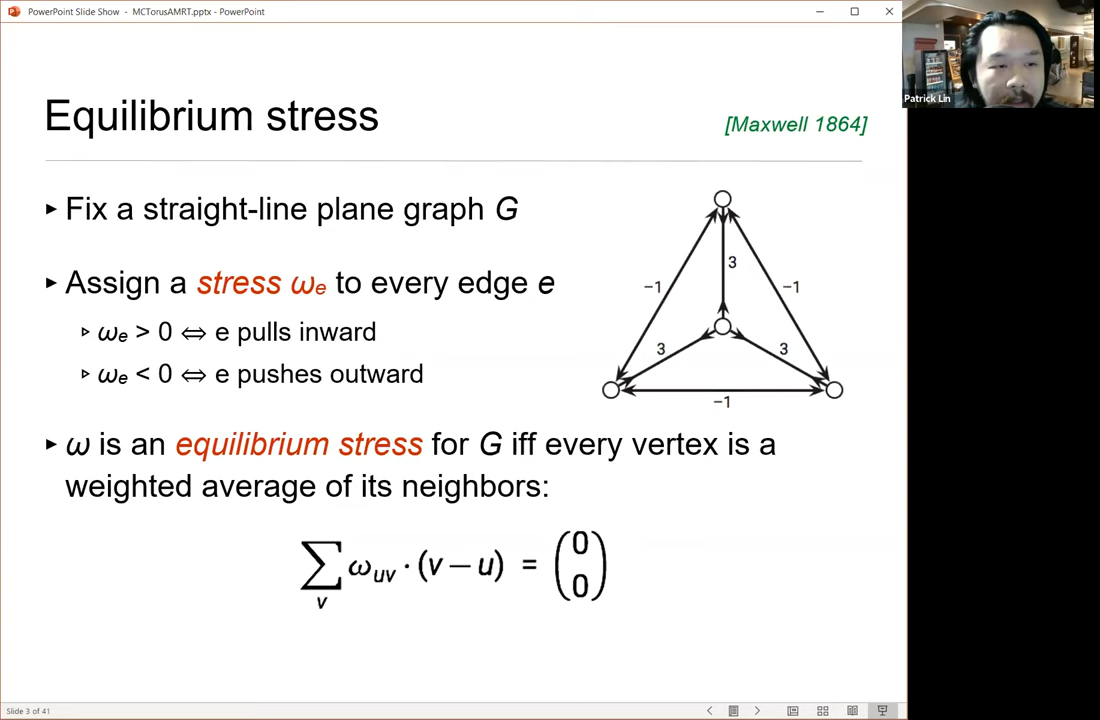 PowerPoint Slide Show - MCTorusAMRT.pptx - PowerPoint
Patrick Lin
Equilibrium stress
[Maxwell 1864]
▸ Fix a straight-line plane graph G
▸ Assign a stress ωₑ to every edge e
▹ ωₑ > 0 ⇔ e pulls inward
▹ ωₑ < 0 ⇔ e pushes outward
3
−1
−1
3
3
−1
▸ ω is an equilibrium stress for G iff every vertex is a
weighted average of its neighbors:
∑_v ω_uv · (v − u) = (0 0)
Slide 3 of 41